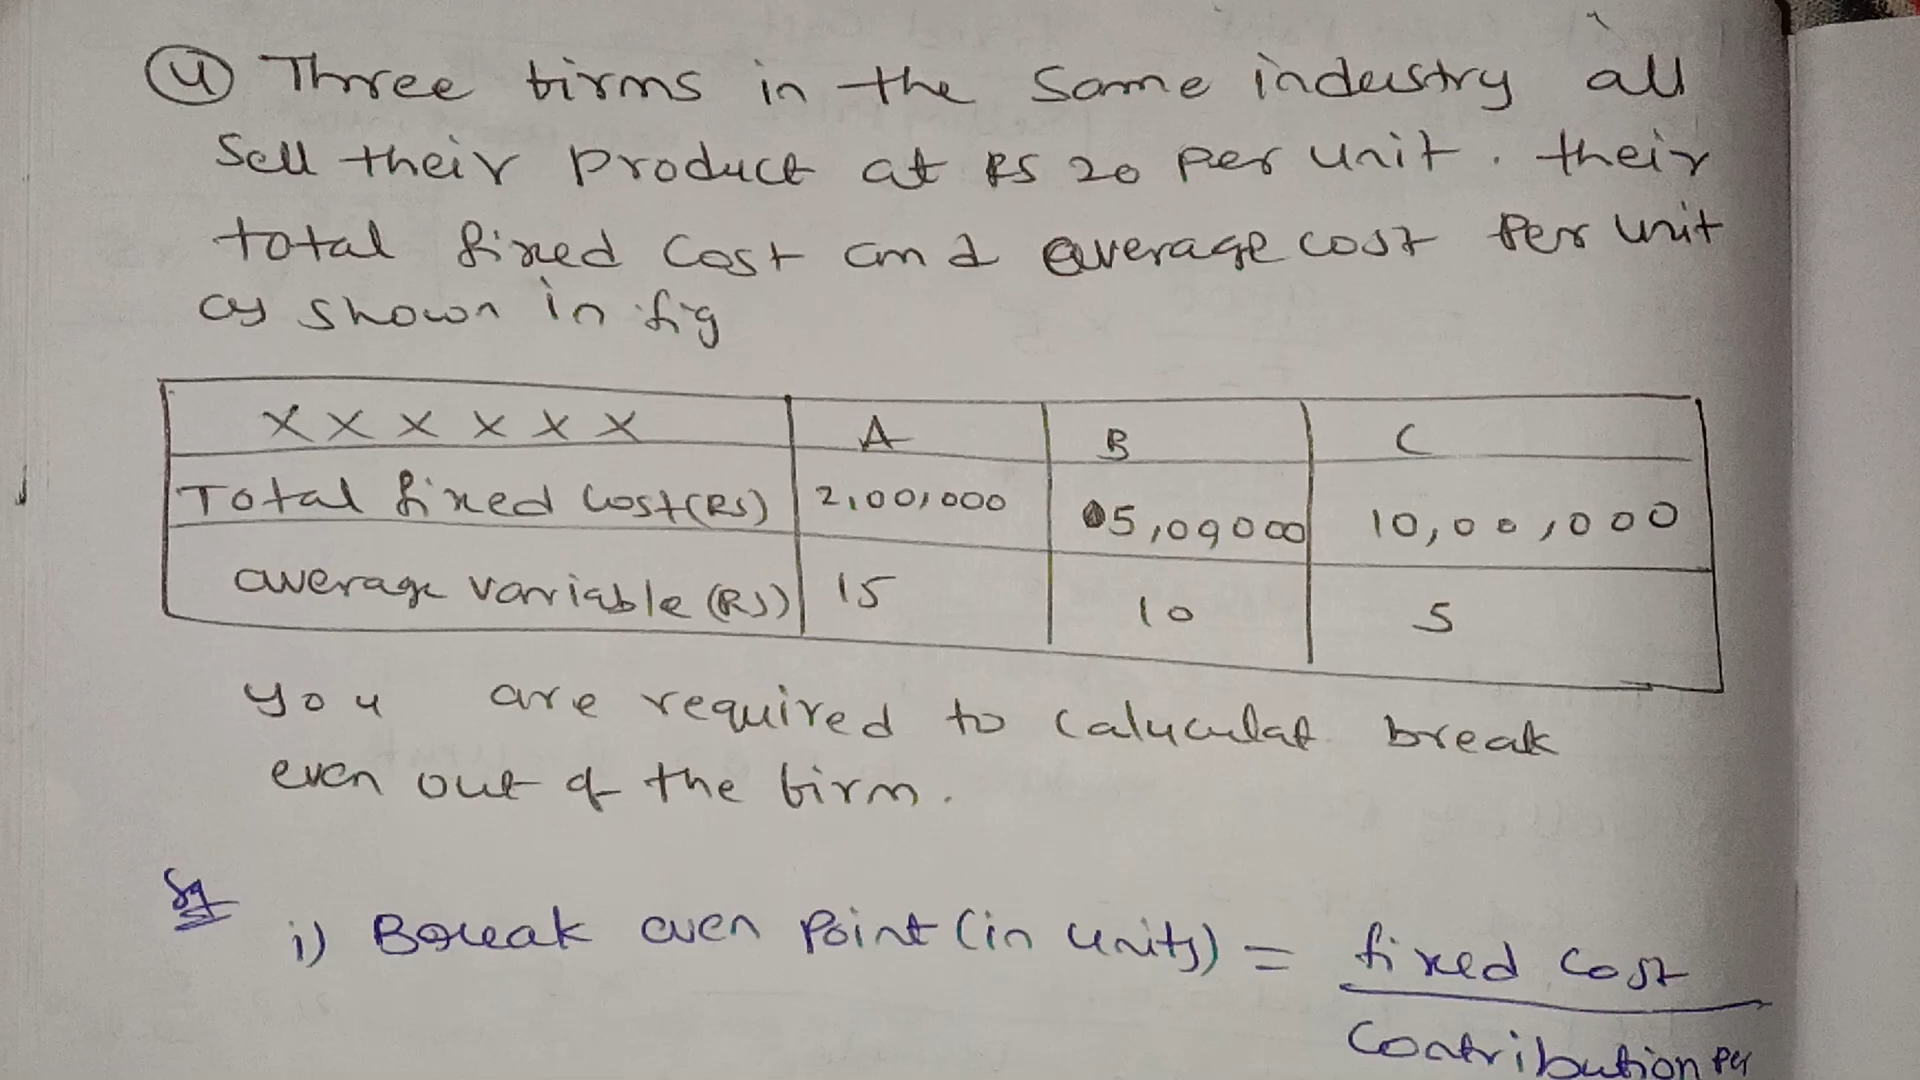 4 Three firms in the same industry all
sell their product at Rs 20 per unit. their
total fixed cost and average cost per unit
as shown in fig
X X X X X X A B C
Total fixed cost(Rs) 2,00,000 5,00,000 10,00,000
average variable (Rs) 15 10 5
you are required to calyculat break
even out of the firm.
Sol
i) Break even Point (in units) = fixed cost
Contribution per